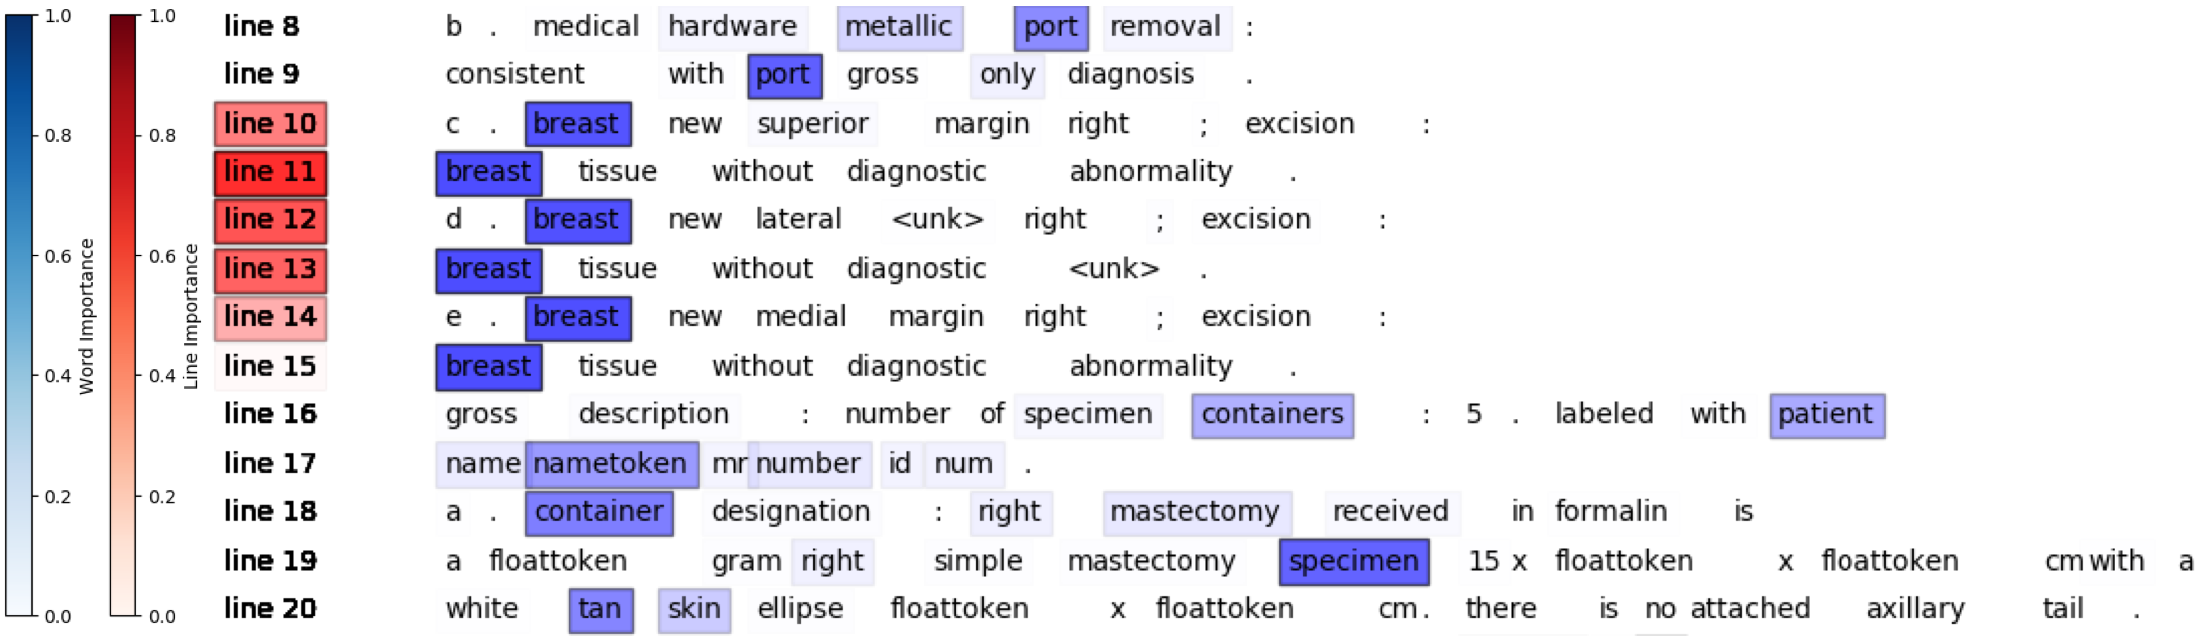 1.0
0.8
0.6
0.4
0.2
0.0
Word Importance
1.0
0.8
0.6
0.4
0.2
0.0
Line Importance
line 8 b . medical hardware metallic port removal :
line 9 consistent with port gross only diagnosis .
line 10 c . breast new superior margin right ; excision :
line 11 breast tissue without diagnostic abnormality .
line 12 d . breast new lateral <unk> right ; excision :
line 13 breast tissue without diagnostic <unk> .
line 14 e . breast new medial margin right ; excision :
line 15 breast tissue without diagnostic abnormality .
line 16 gross description : number of specimen containers : 5 . labeled with patient
line 17 name nametoken mr number id num .
line 18 a . container designation : right mastectomy received in formalin is
line 19 a floattoken gram right simple mastectomy specimen 15 x floattoken x floattoken cm with a
line 20 white tan skin ellipse floattoken x floattoken cm . there is no attached axillary tail .